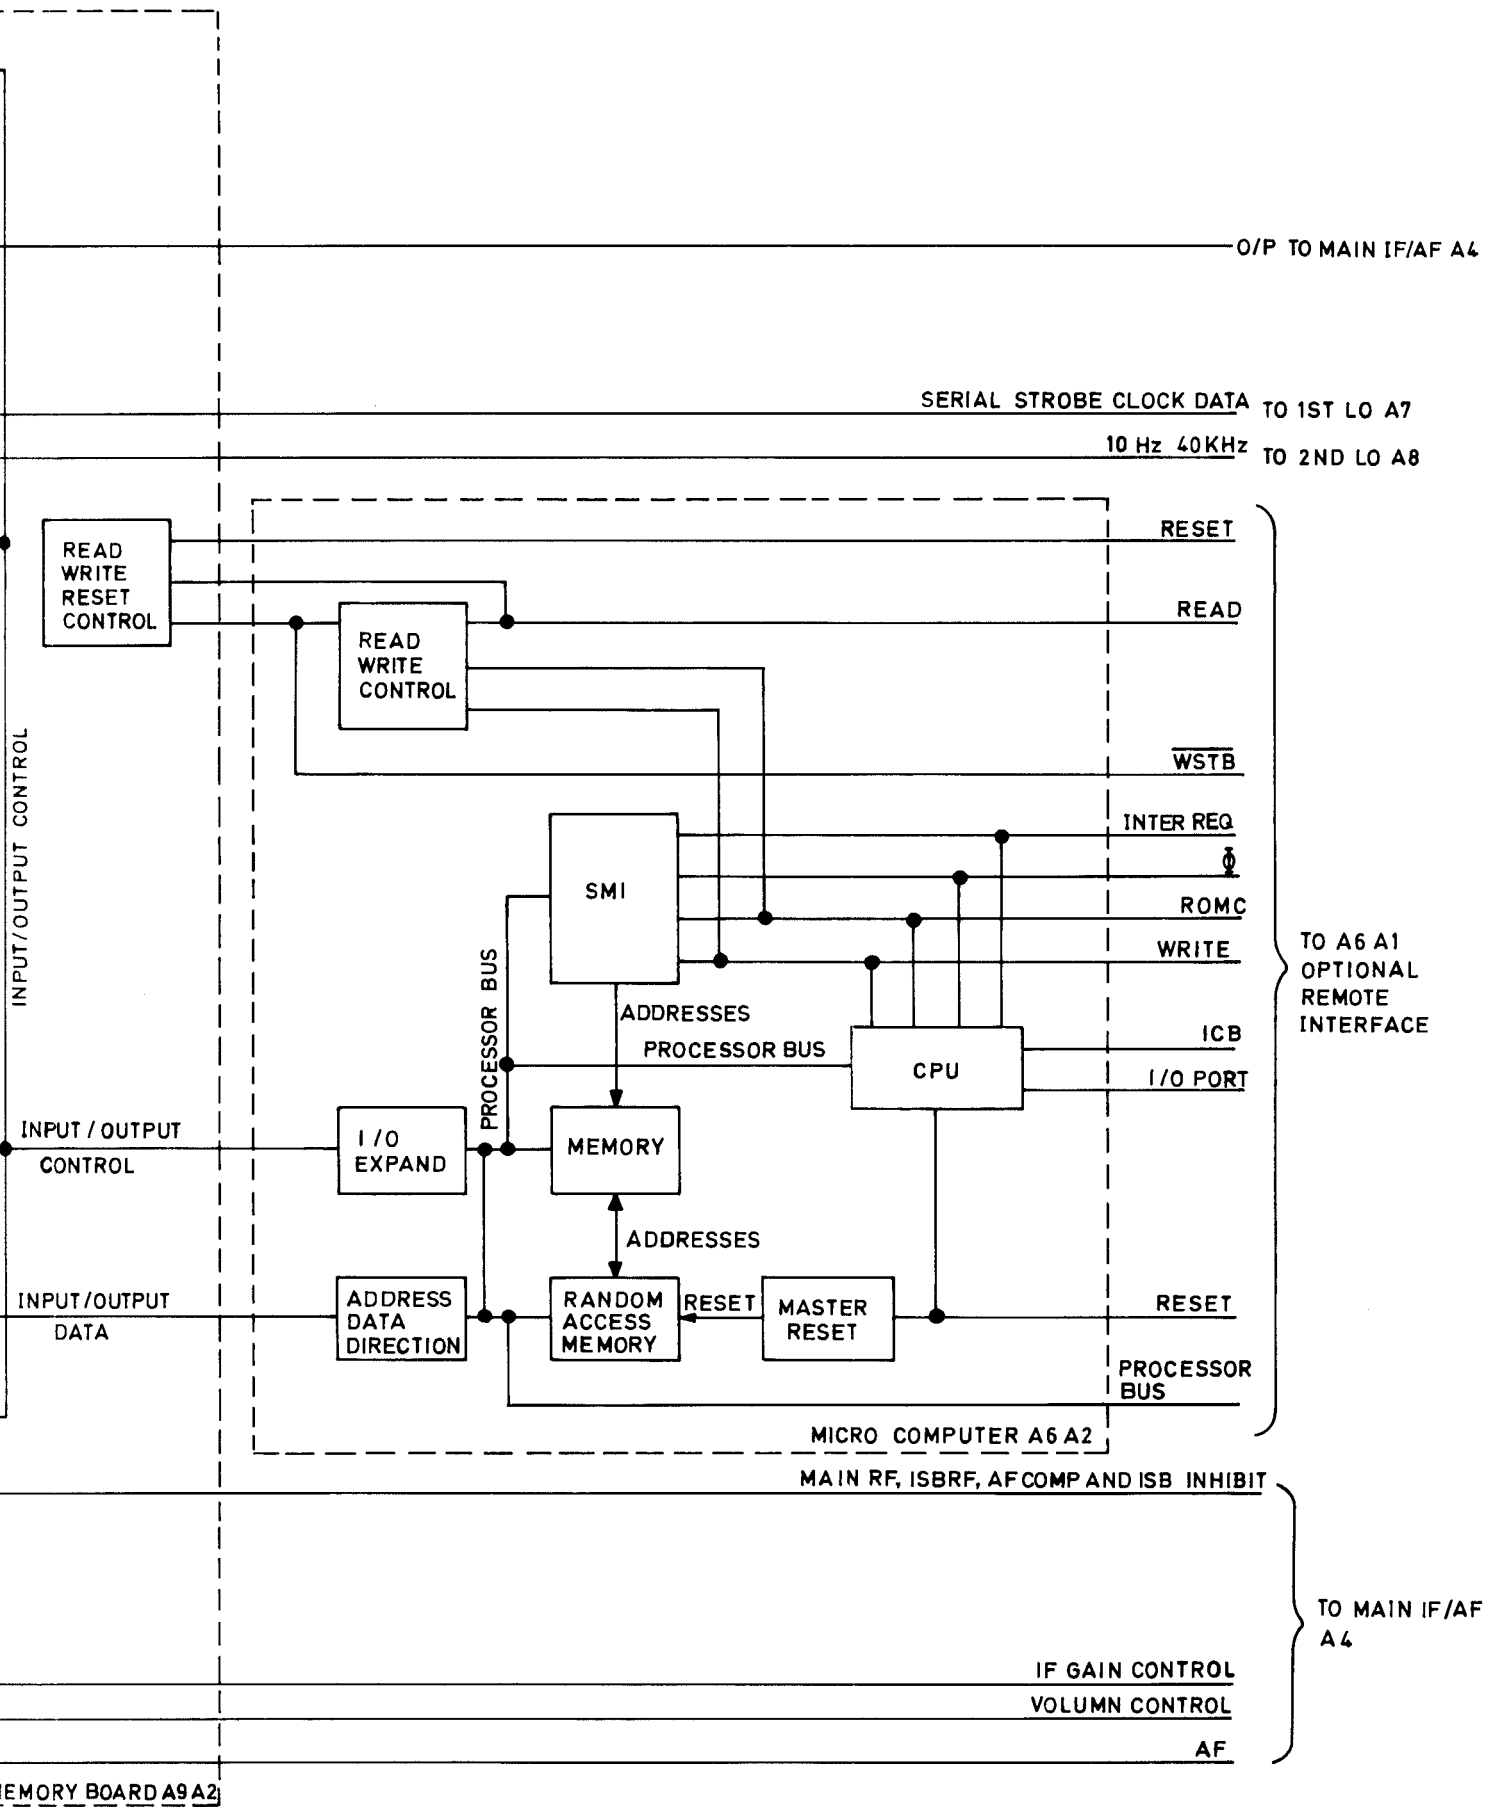 O/P TO MAIN IF/AF A4
SERIAL STROBE CLOCK DATA TO 1ST LO A7
10 Hz 40KHz TO 2ND LO A8
READ
WRITE
RESET
CONTROL
RESET
READ
WRITE
CONTROL
READ
INPUT/OUTPUT CONTROL
WSTB
SMI
INTER REQ
Φ
ROMC
WRITE
TO A6 A1
OPTIONAL
REMOTE
INTERFACE
PROCESSOR BUS
ADDRESSES
PROCESSOR BUS
CPU
ICB
I/O PORT
INPUT / OUTPUT
CONTROL
I/O
EXPAND
MEMORY
ADDRESSES
INPUT/OUTPUT
DATA
ADDRESS
DATA
DIRECTION
RANDOM
ACCESS
MEMORY
RESET
MASTER
RESET
RESET
PROCESSOR
BUS
MICRO COMPUTER A6 A2
MAIN RF, ISBRF, AF COMP AND ISB INHIBIT
TO MAIN IF/AF
A4
IF GAIN CONTROL
VOLUMN CONTROL
AF
EMORY BOARD A9 A2